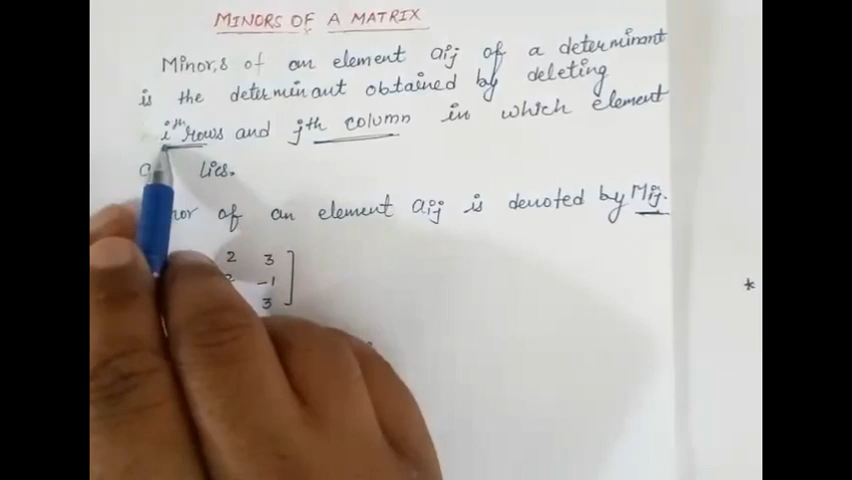 MINORS OF A MATRIX
Minors of an element aij of a determinant
is the determinant obtained by deleting
ith rows and jth column in which element
a lies.
of an element aij is denoted by Mij.
2 3
-1
3
*